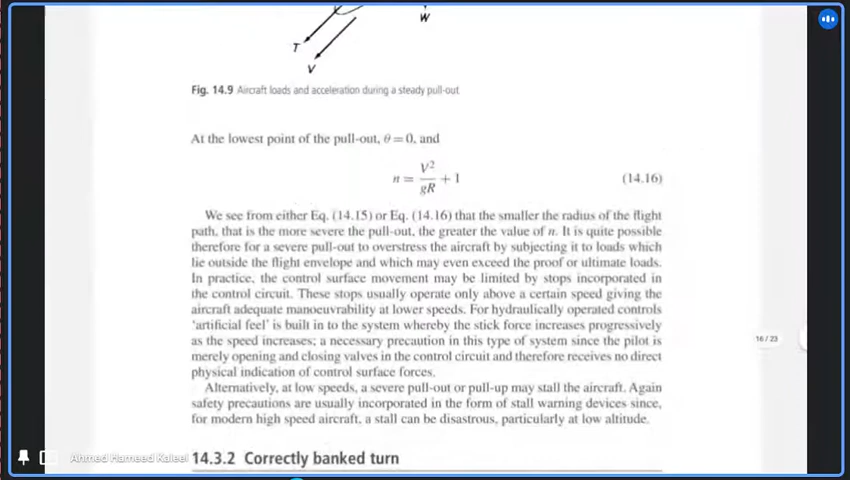 W
T
V
Fig. 14.9 Aircraft loads and acceleration during a steady pull-out
At the lowest point of the pull-out, θ = 0, and
n = V²/gR + 1 (14.16)
We see from either Eq. (14.15) or Eq. (14.16) that the smaller the radius of the flight
path, that is the more severe the pull-out, the greater the value of n. It is quite possible
therefore for a severe pull-out to overstress the aircraft by subjecting it to loads which
lie outside the flight envelope and which may even exceed the proof or ultimate loads.
In practice, the control surface movement may be limited by stops incorporated in
the control circuit. These stops usually operate only above a certain speed giving the
aircraft adequate manoeuvrability at lower speeds. For hydraulically operated controls
‘artificial feel’ is built in to the system whereby the stick force increases progressively
as the speed increases; a necessary precaution in this type of system since the pilot is
merely opening and closing valves in the control circuit and therefore receives no direct
physical indication of control surface forces.
16 / 23
Alternatively, at low speeds, a severe pull-out or pull-up may stall the aircraft. Again
safety precautions are usually incorporated in the form of stall warning devices since,
for modern high speed aircraft, a stall can be disastrous, particularly at low altitude.
Ahmed Hameed Kaleel
14.3.2 Correctly banked turn